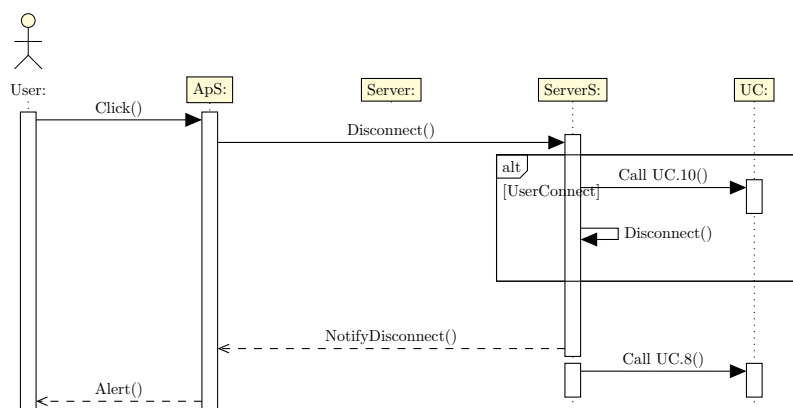 User:
ApS:
Server:
ServerS:
UC:
Click()
Disconnect()
alt
[UserConnect]
Call UC.10()
Disconnect()
NotifyDisconnect()
Call UC.8()
Alert()